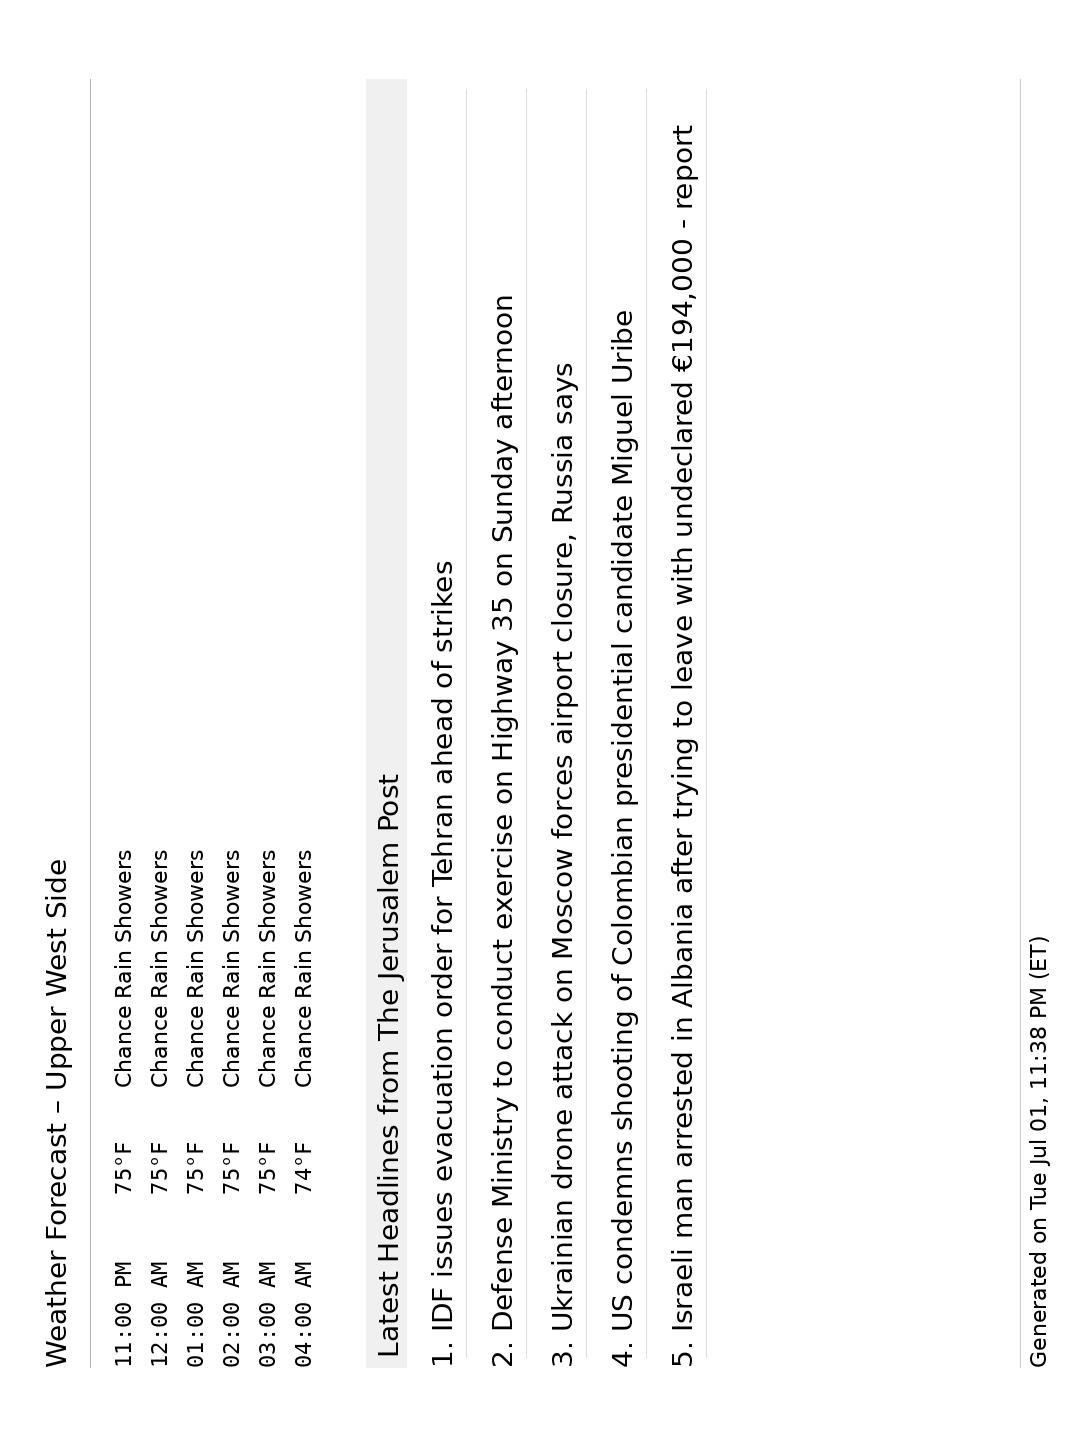 Weather Forecast – Upper West Side
11:00 PM 75°F Chance Rain Showers
12:00 AM 75°F Chance Rain Showers
01:00 AM 75°F Chance Rain Showers
02:00 AM 75°F Chance Rain Showers
03:00 AM 75°F Chance Rain Showers
04:00 AM 74°F Chance Rain Showers
Latest Headlines from The Jerusalem Post
1. IDF issues evacuation order for Tehran ahead of strikes
2. Defense Ministry to conduct exercise on Highway 35 on Sunday afternoon
3. Ukrainian drone attack on Moscow forces airport closure, Russia says
4. US condemns shooting of Colombian presidential candidate Miguel Uribe
5. Israeli man arrested in Albania after trying to leave with undeclared €194,000 - report
Generated on Tue Jul 01, 11:38 PM (ET)